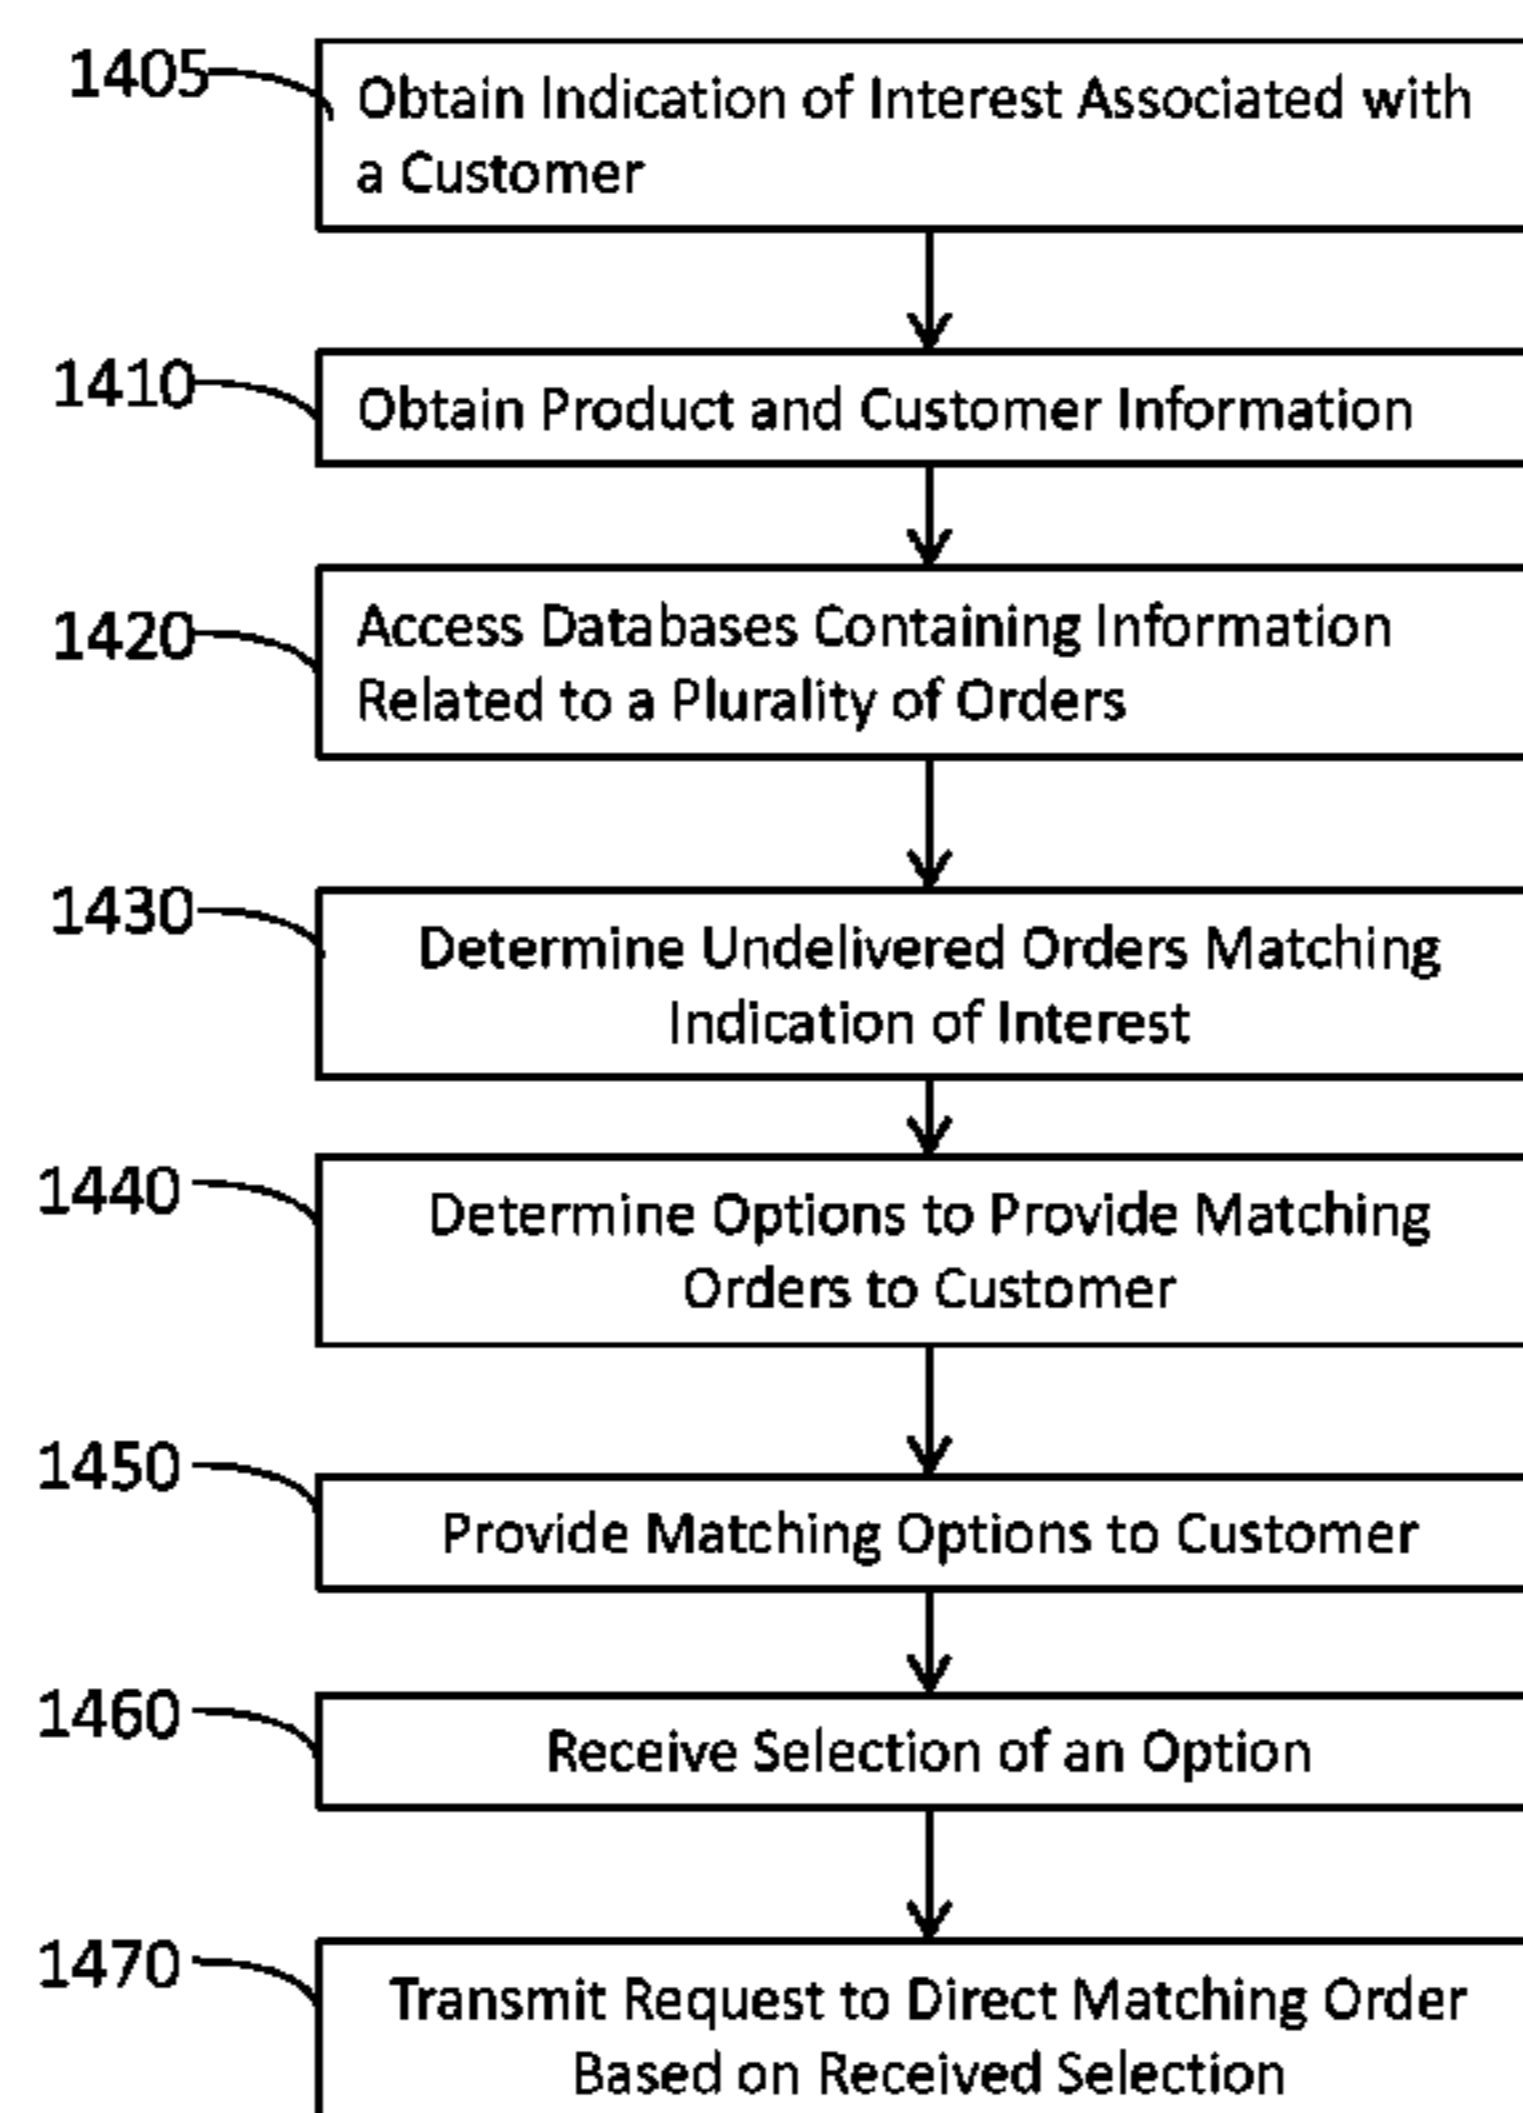 1405
Obtain Indication of Interest Associated with
a Customer
1410
Obtain Product and Customer Information
1420
Access Databases Containing Information
Related to a Plurality of Orders
1430
Determine Undelivered Orders Matching
Indication of Interest
1440
Determine Options to Provide Matching
Orders to Customer
1450
Provide Matching Options to Customer
1460
Receive Selection of an Option
1470
Transmit Request to Direct Matching Order
Based on Received Selection